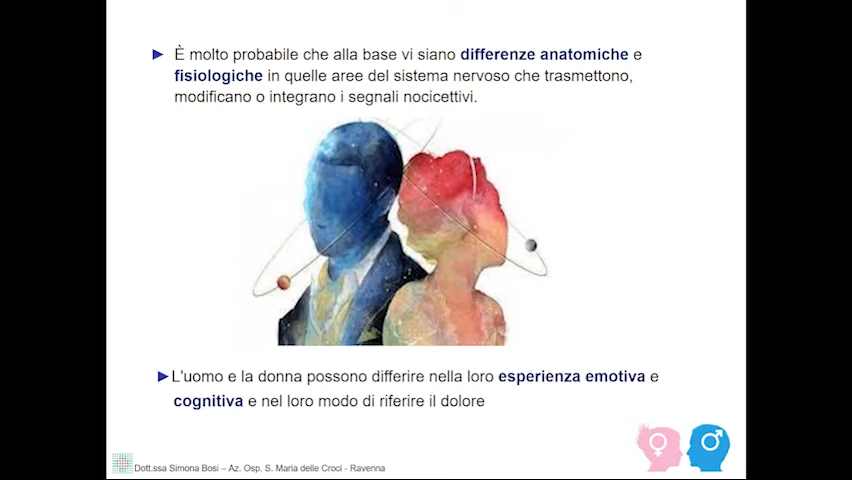 ► È molto probabile che alla base vi siano differenze anatomiche e
fisiologiche in quelle aree del sistema nervoso che trasmettono,
modificano o integrano i segnali nocicettivi.
►L'uomo e la donna possono differire nella loro esperienza emotiva e
cognitiva e nel loro modo di riferire il dolore
Dott.ssa Simona Bosi – Az. Osp. S. Maria delle Croci - Ravenna